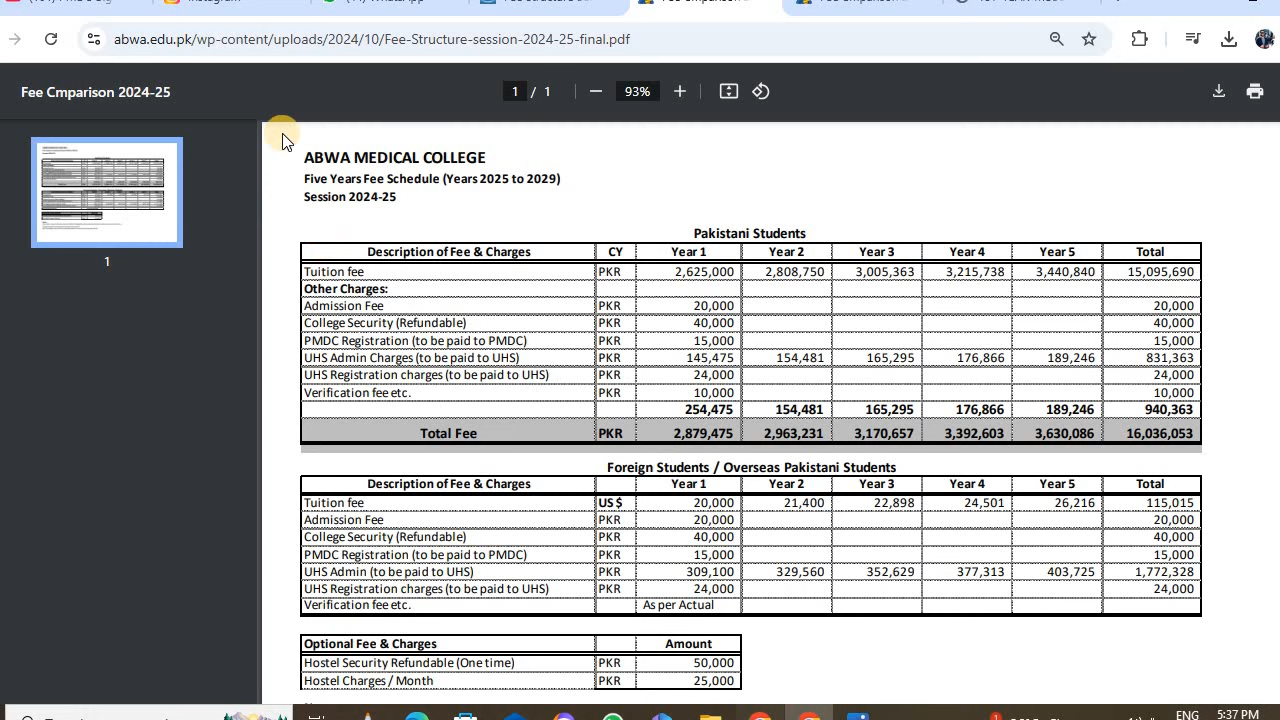 abwa.edu.pk/wp-content/uploads/2024/10/Fee-Structure-session-2024-25-final.pdf
Fee Cmparison 2024-25
1 / 1
93%
1
ABWA MEDICAL COLLEGE
Five Years Fee Schedule (Years 2025 to 2029)
Session 2024-25
Pakistani Students
Description of Fee & Charges CY Year 1 Year 2 Year 3 Year 4 Year 5 Total
Tuition fee PKR 2,625,000 2,808,750 3,005,363 3,215,738 3,440,840 15,095,690
Other Charges:
Admission Fee PKR 20,000 20,000
College Security (Refundable) PKR 40,000 40,000
PMDC Registration (to be paid to PMDC) PKR 15,000 15,000
UHS Admin Charges (to be paid to UHS) PKR 145,475 154,481 165,295 176,866 189,246 831,363
UHS Registration charges (to be paid to UHS) PKR 24,000 24,000
Verification fee etc. PKR 10,000 10,000
254,475 154,481 165,295 176,866 189,246 940,363
Total Fee PKR 2,879,475 2,963,231 3,170,657 3,392,603 3,630,086 16,036,053
Foreign Students / Overseas Pakistani Students
Description of Fee & Charges Year 1 Year 2 Year 3 Year 4 Year 5 Total
Tuition fee US $ 20,000 21,400 22,898 24,501 26,216 115,015
Admission Fee PKR 20,000 20,000
College Security (Refundable) PKR 40,000 40,000
PMDC Registration (to be paid to PMDC) PKR 15,000 15,000
UHS Admin (to be paid to UHS) PKR 309,100 329,560 352,629 377,313 403,725 1,772,328
UHS Registration charges (to be paid to UHS) PKR 24,000 24,000
Verification fee etc. As per Actual
Optional Fee & Charges Amount
Hostel Security Refundable (One time) PKR 50,000
Hostel Charges / Month PKR 25,000
ENG 5:37 PM